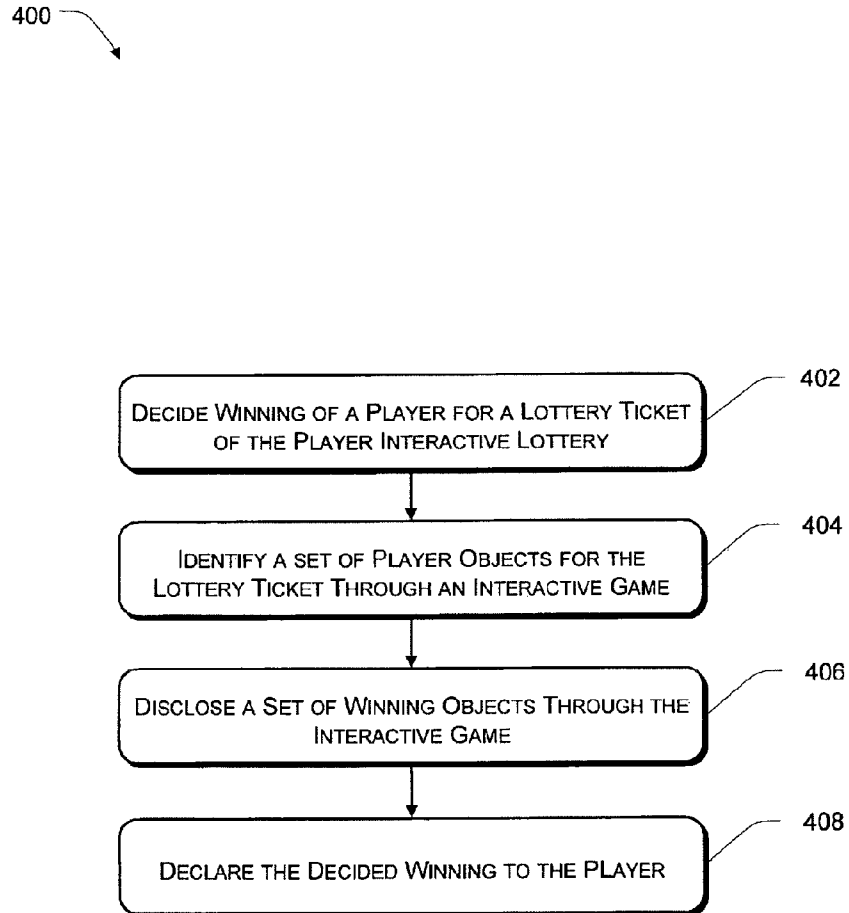 400
DECIDE WINNING OF A PLAYER FOR A LOTTERY TICKET
OF THE PLAYER INTERACTIVE LOTTERY
402
IDENTIFY A SET OF PLAYER OBJECTS FOR THE
LOTTERY TICKET THROUGH AN INTERACTIVE GAME
404
DISCLOSE A SET OF WINNING OBJECTS THROUGH THE
INTERACTIVE GAME
406
DECLARE THE DECIDED WINNING TO THE PLAYER
408